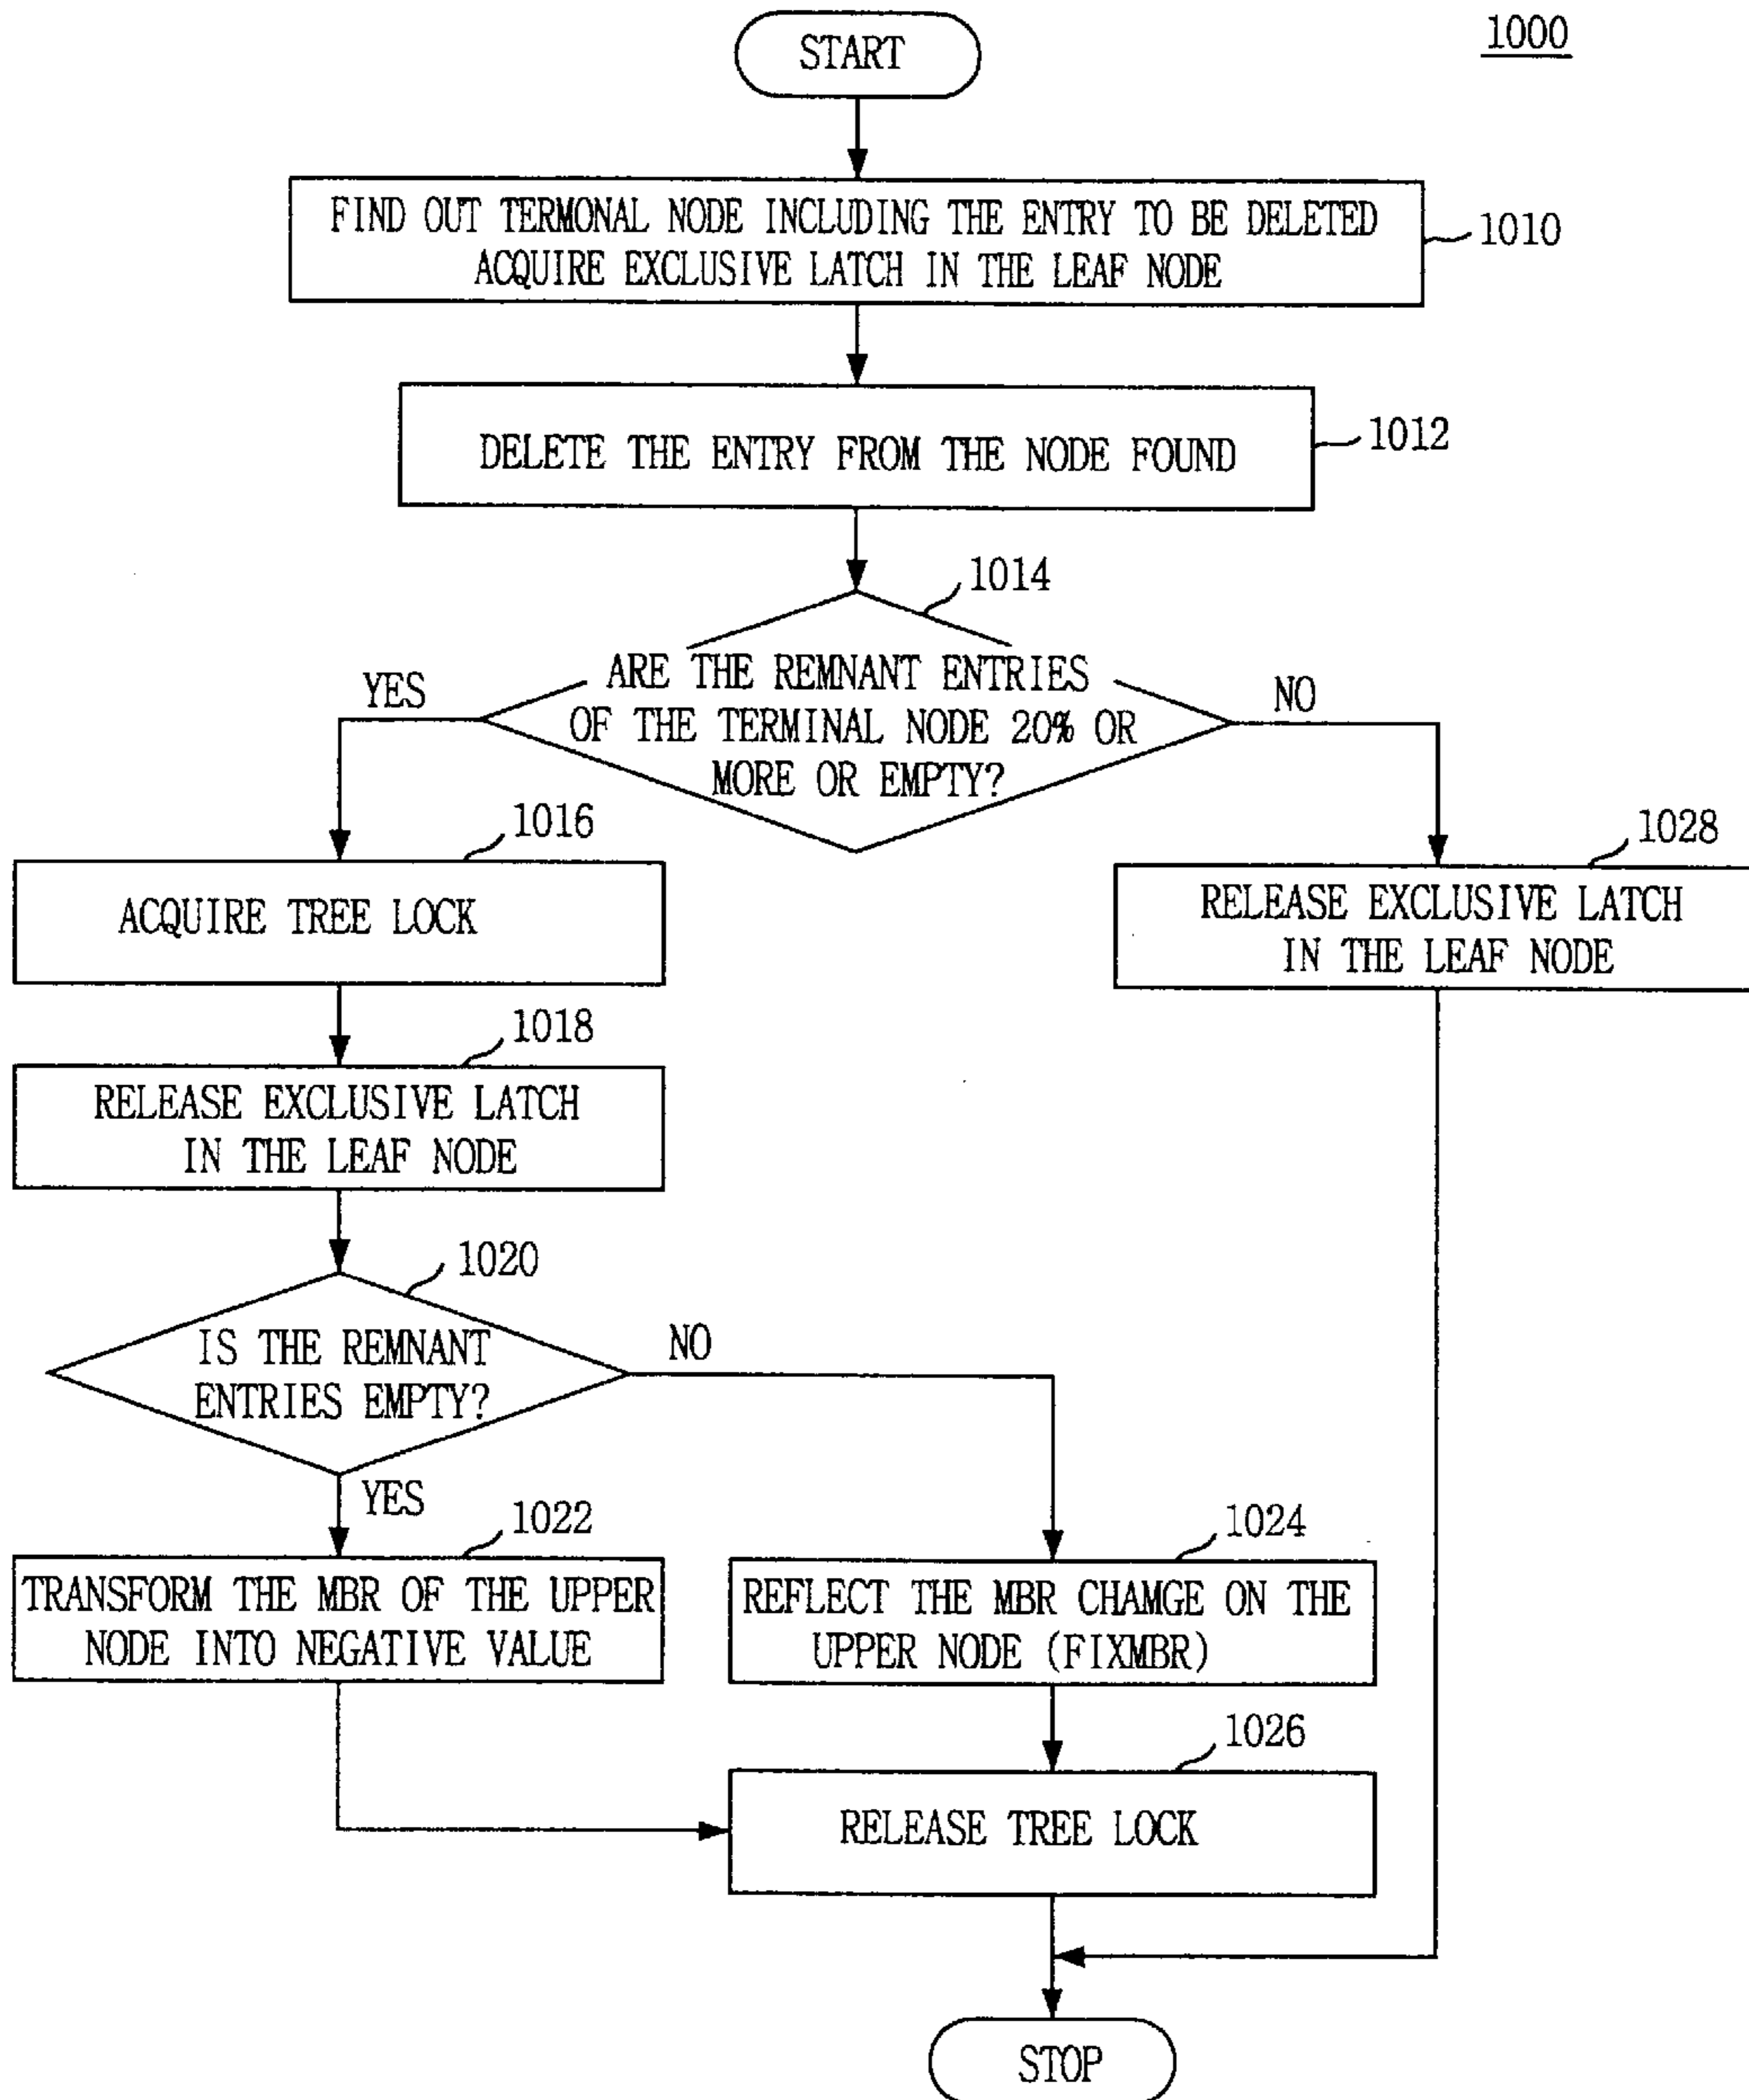 1000
START
FIND OUT TERMONAL NODE INCLUDING THE ENTRY TO BE DELETED
ACQUIRE EXCLUSIVE LATCH IN THE LEAF NODE
1010
DELETE THE ENTRY FROM THE NODE FOUND
1012
1014
ARE THE REMNANT ENTRIES
OF THE TERMINAL NODE 20% OR
MORE OR EMPTY?
YES
NO
1016
ACQUIRE TREE LOCK
1028
RELEASE EXCLUSIVE LATCH
IN THE LEAF NODE
1018
RELEASE EXCLUSIVE LATCH
IN THE LEAF NODE
1020
IS THE REMNANT
ENTRIES EMPTY?
NO
YES
1022
TRANSFORM THE MBR OF THE UPPER
NODE INTO NEGATIVE VALUE
1024
REFLECT THE MBR CHAMGE ON THE
UPPER NODE (FIXMBR)
1026
RELEASE TREE LOCK
STOP